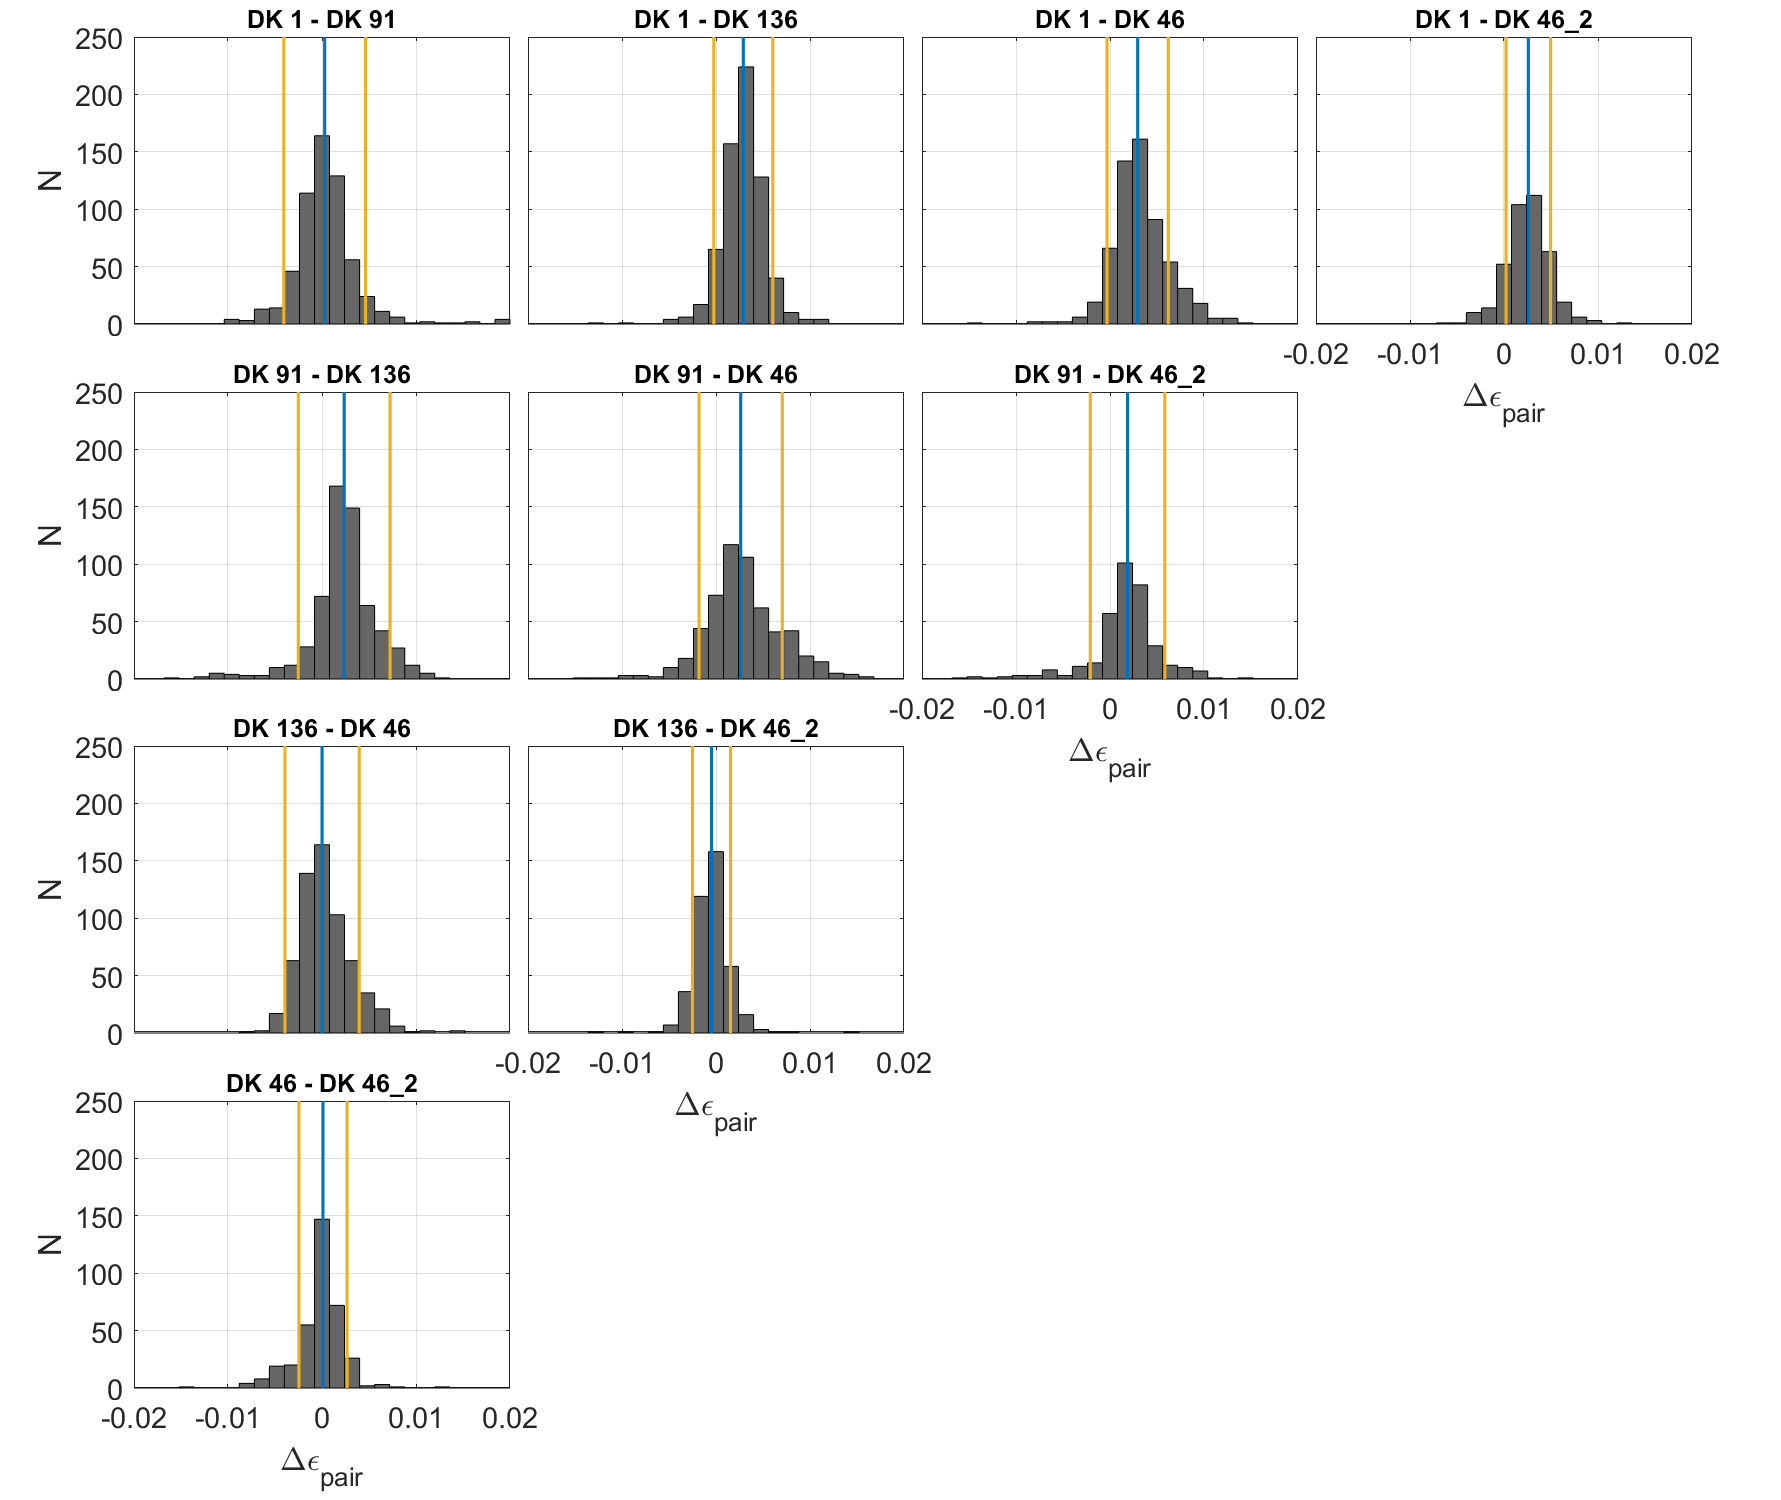 DK 1 - DK 91
DK 1 - DK 136
DK 1 - DK 46
DK 1 - DK 46_2
250
200
150
100
50
0
N
-0.02 -0.01 0 0.01 0.02
Δϵpair
DK 91 - DK 136
DK 91 - DK 46
DK 91 - DK 46_2
250
200
150
100
50
0
N
-0.02 -0.01 0 0.01 0.02
Δϵpair
DK 136 - DK 46
DK 136 - DK 46_2
250
200
150
100
50
0
N
-0.02 -0.01 0 0.01 0.02
Δϵpair
DK 46 - DK 46_2
250
200
150
100
50
0
N
-0.02 -0.01 0 0.01 0.02
Δϵpair